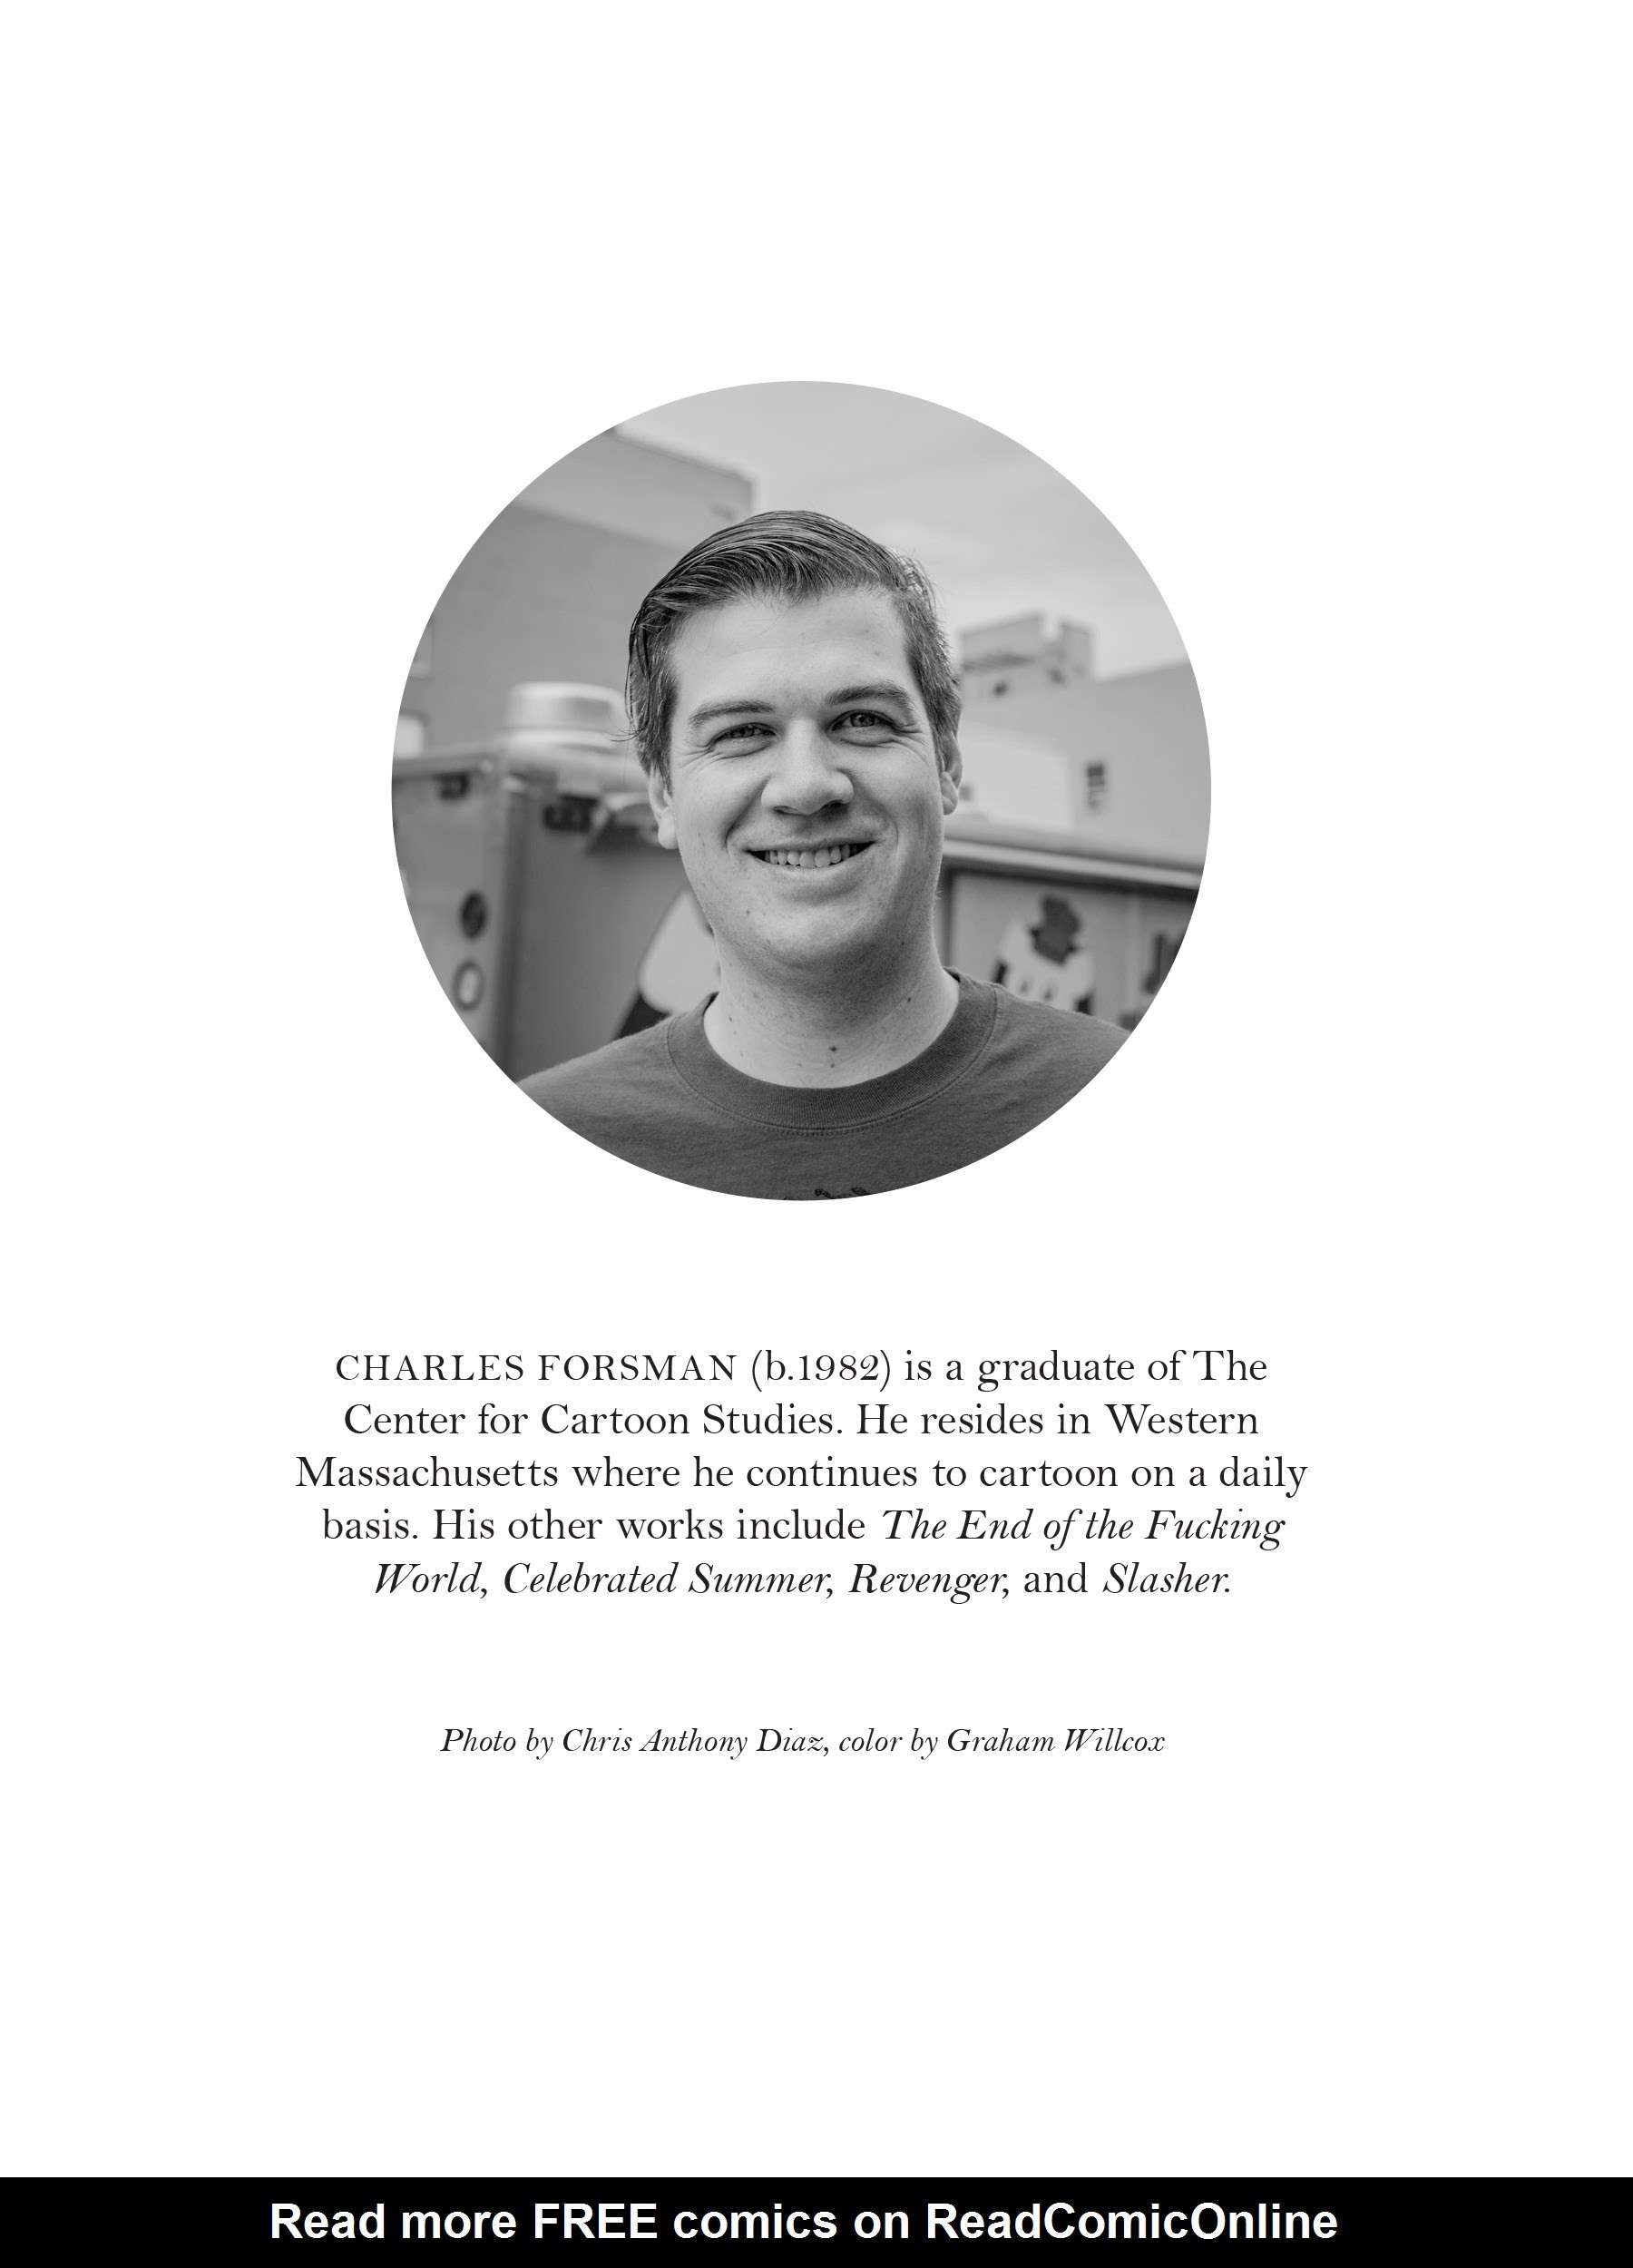 CHARLES FORSMAN (b.1982) is a graduate of The
Center for Cartoon Studies. He resides in Western
Massachusetts where he continues to cartoon on a daily
basis. His other works include The End of the Fucking
World, Celebrated Summer, Revenger, and Slasher.
Photo by Chris Anthony Diaz, color by Graham Willcox
Read more FREE comics on ReadComicOnline